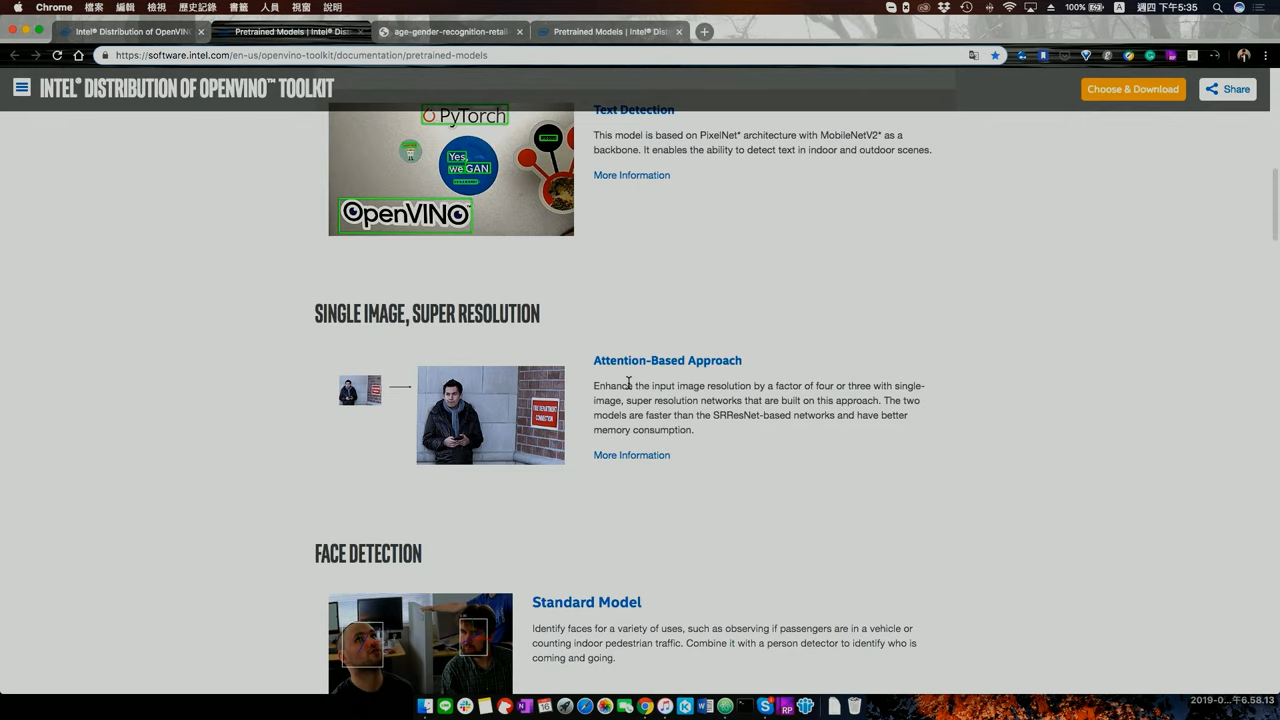 Chrome 檔案 編輯 顯示 歷史記錄 書籤 人員 視窗 說明 100% 週四 下午5:35
Intel® Distribution of OpenVINO
Pretrained Models | Intel® Dist
age-gender-recognition-retail
Pretrained Models | Intel® Dist
https://software.intel.com/en-us/openvino-toolkit/documentation/pretrained-models
INTEL® DISTRIBUTION OF OPENVINO™ TOOLKIT
Choose & Download
Share
PyTorch
Yes,
we GAN
OpenVINO
Text Detection
This model is based on PixelNet* architecture with MobileNetV2* as a
backbone. It enables the ability to detect text in indoor and outdoor scenes.
More Information
SINGLE IMAGE, SUPER RESOLUTION
FIRE DEPARTMENT
CONNECTION
Attention-Based Approach
Enhance the input image resolution by a factor of four or three with single-
image, super resolution networks that are built on this approach. The two
models are faster than the SRResNet-based networks and have better
memory consumption.
More Information
FACE DETECTION
Standard Model
Identify faces for a variety of uses, such as observing if passengers are in a vehicle or
counting indoor pedestrian traffic. Combine it with a person detector to identify who is
coming and going.
16
RP